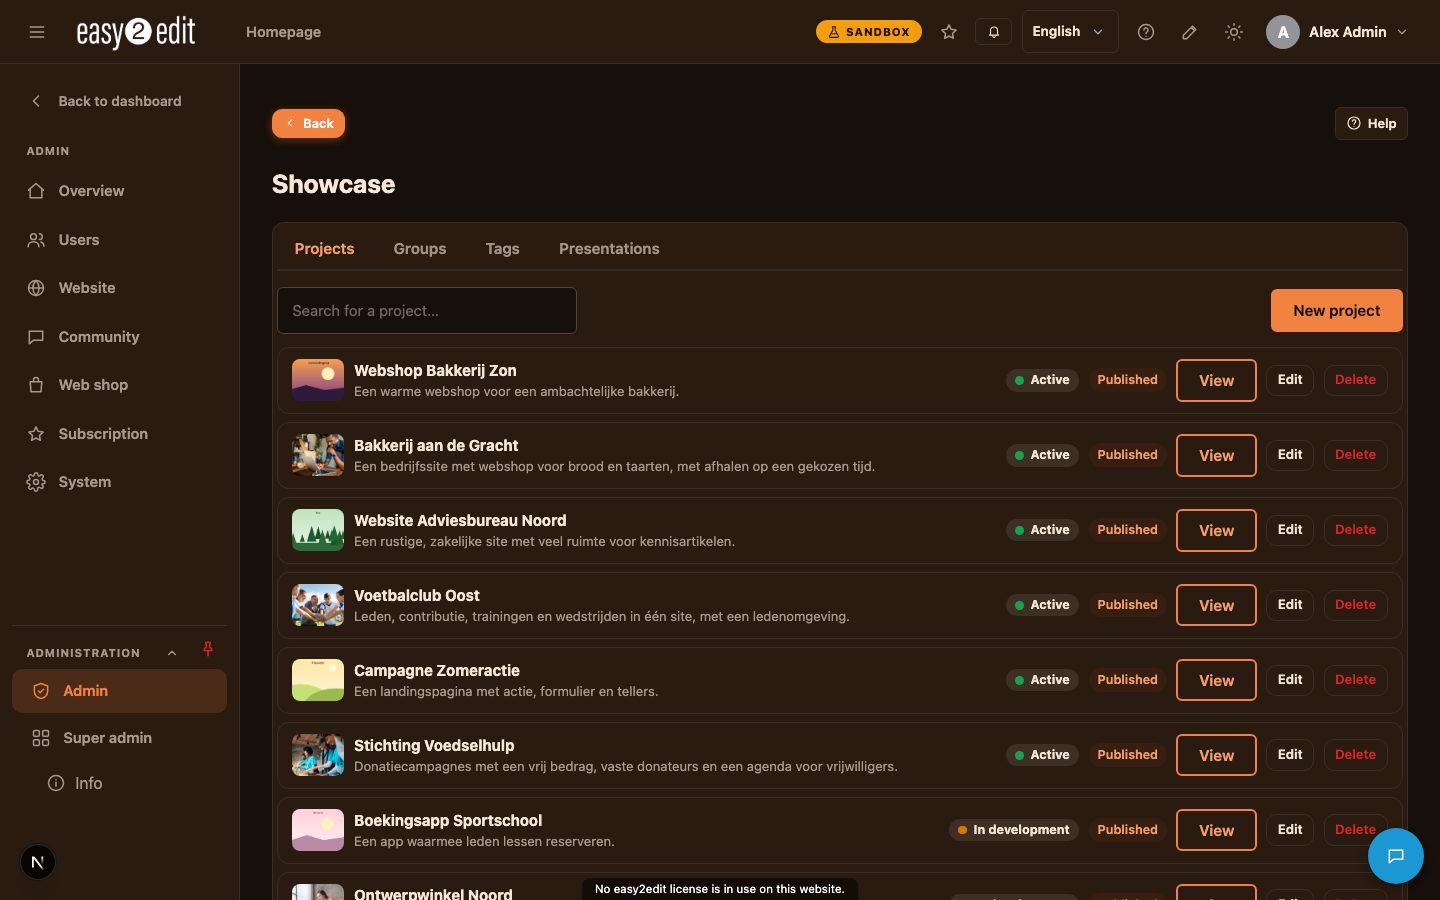 easy2edit
Homepage
SANDBOX
English
A
Alex Admin
Back to dashboard
ADMIN
Overview
Users
Website
Community
Web shop
Subscription
System
ADMINISTRATION
Admin
Super admin
Info
N
Back
Help
Showcase
Projects
Groups
Tags
Presentations
Search for a project...
New project
Webshop Bakkerij Zon
Een warme webshop voor een ambachtelijke bakkerij.
Active
Published
View
Edit
Delete
Bakkerij aan de Gracht
Een bedrijfssite met webshop voor brood en taarten, met afhalen op een gekozen tijd.
Active
Published
View
Edit
Delete
Website Adviesbureau Noord
Een rustige, zakelijke site met veel ruimte voor kennisartikelen.
Active
Published
View
Edit
Delete
Voetbalclub Oost
Leden, contributie, trainingen en wedstrijden in één site, met een ledenomgeving.
Active
Published
View
Edit
Delete
Campagne Zomeractie
Een landingspagina met actie, formulier en tellers.
Active
Published
View
Edit
Delete
Stichting Voedselhulp
Donatiecampagnes met een vrij bedrag, vaste donateurs en een agenda voor vrijwilligers.
Active
Published
View
Edit
Delete
Boekingsapp Sportschool
Een app waarmee leden lessen reserveren.
In development
Published
View
Edit
Delete
Ontwerpwinkel Noord
View
Edit
Delete
No easy2edit license is in use on this website.